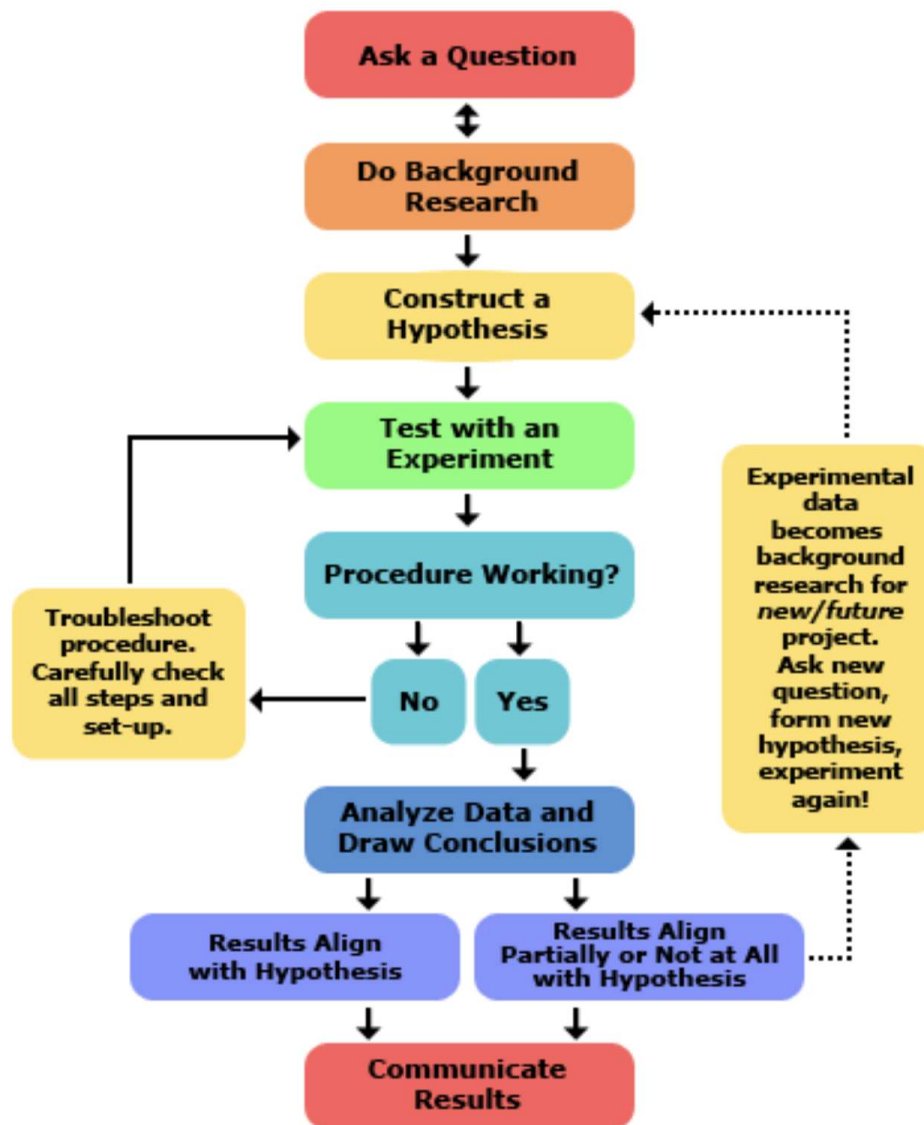 Ask a Question
Do Background
Research
Construct a
Hypothesis
Test with an
Experiment
Procedure Working?
Troubleshoot
procedure.
Carefully check
all steps and
set-up.
No
Yes
Experimental
data
becomes
background
research for
new/future
project.
Ask new
question,
form new
hypothesis,
experiment
again!
Analyze Data and
Draw Conclusions
Results Align
with Hypothesis
Results Align
Partially or Not at All
with Hypothesis
Communicate
Results